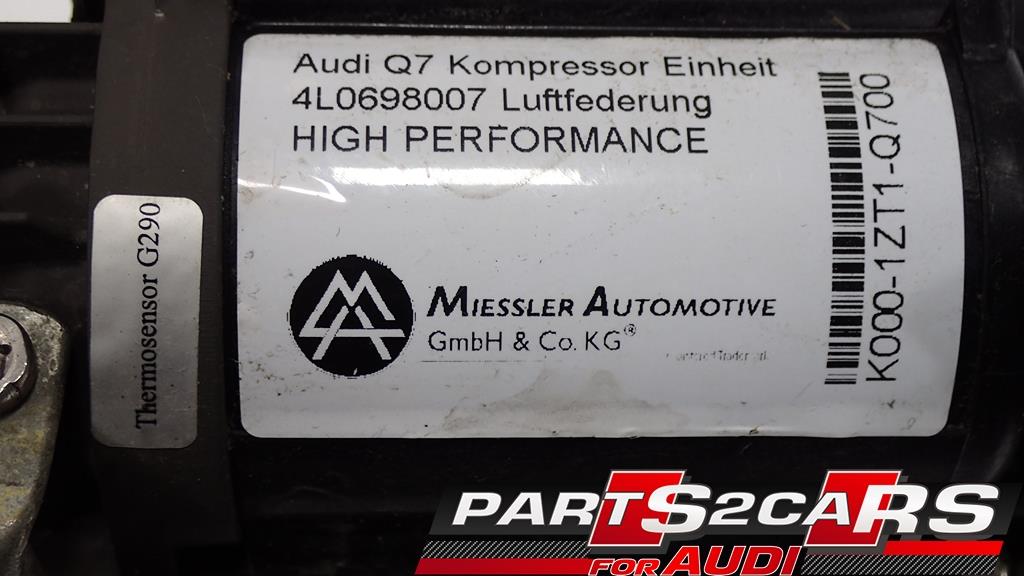 Audi Q7 Kompressor Einheit
4L0698007 Luftfederung
HIGH PERFORMANCE
K000-1ZT1-Q700
Thermosensor G290
MIESSLER AUTOMOTIVE
GmbH & Co. KG®
PARTS2CARS
FOR AUDI